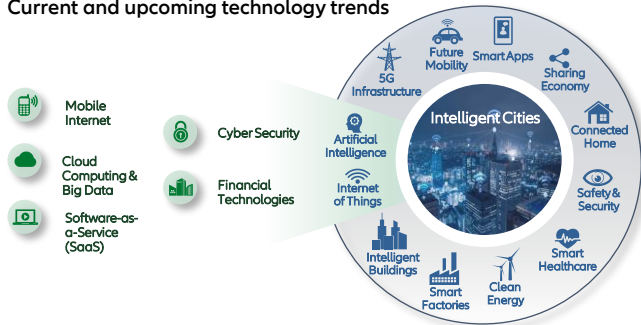 Current and upcoming technology trends
Mobile
Internet
Cloud
Computing &
Big Data
Software-as-
a-Service
(SaaS)
Cyber Security
Financial
Technologies
Artificial
Intelligence
Internet
of Things
5G
Infrastructure
Future
Mobility
Smart Apps
Sharing
Economy
Connected
Home
Safety &
Security
Smart
Healthcare
Clean
Energy
Smart
Factories
Intelligent
Buildings
Intelligent Cities